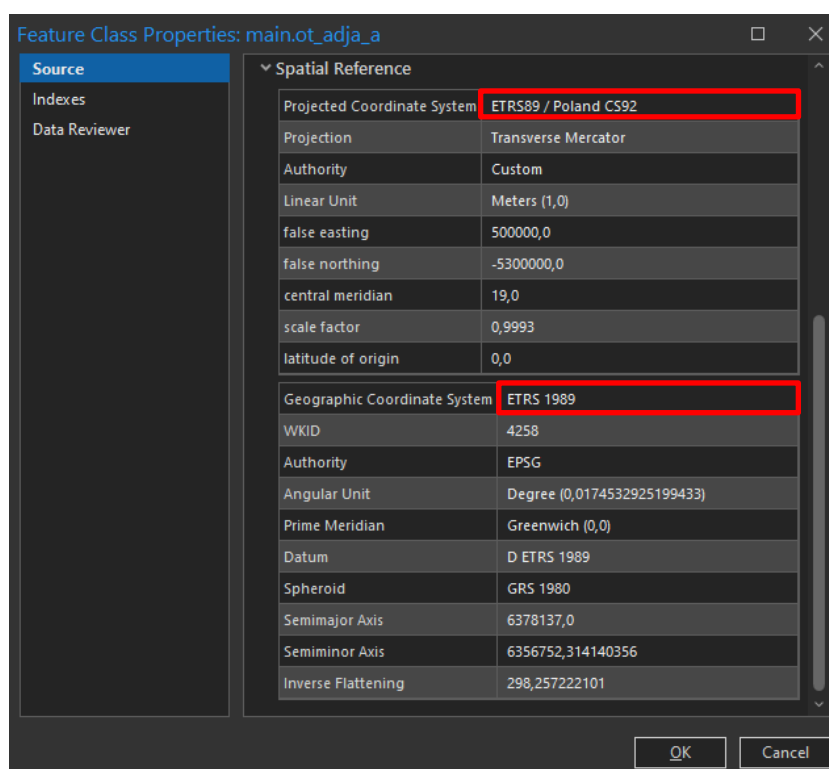 Feature Class Properties: main.ot_adja_a
Source
Indexes
Data Reviewer
Spatial Reference
Projected Coordinate System ETRS89 / Poland CS92
Projection Transverse Mercator
Authority Custom
Linear Unit Meters (1,0)
false easting 500000,0
false northing -5300000,0
central meridian 19,0
scale factor 0,9993
latitude of origin 0,0
Geographic Coordinate System ETRS 1989
WKID 4258
Authority EPSG
Angular Unit Degree (0,0174532925199433)
Prime Meridian Greenwich (0,0)
Datum D ETRS 1989
Spheroid GRS 1980
Semimajor Axis 6378137,0
Semiminor Axis 6356752,314140356
Inverse Flattening 298,257222101
OK Cancel